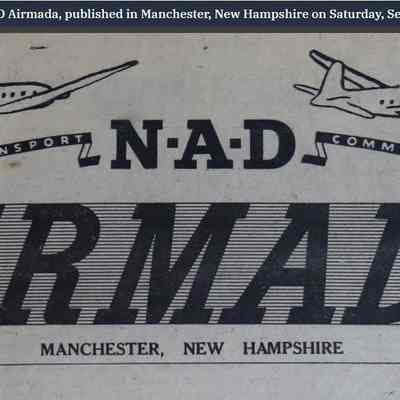 D Airmada, published in Manchester, New Hampshire on Saturday, Se
NSPORT N·A·D COMM
RMAD
MANCHESTER, NEW HAMPSHIRE